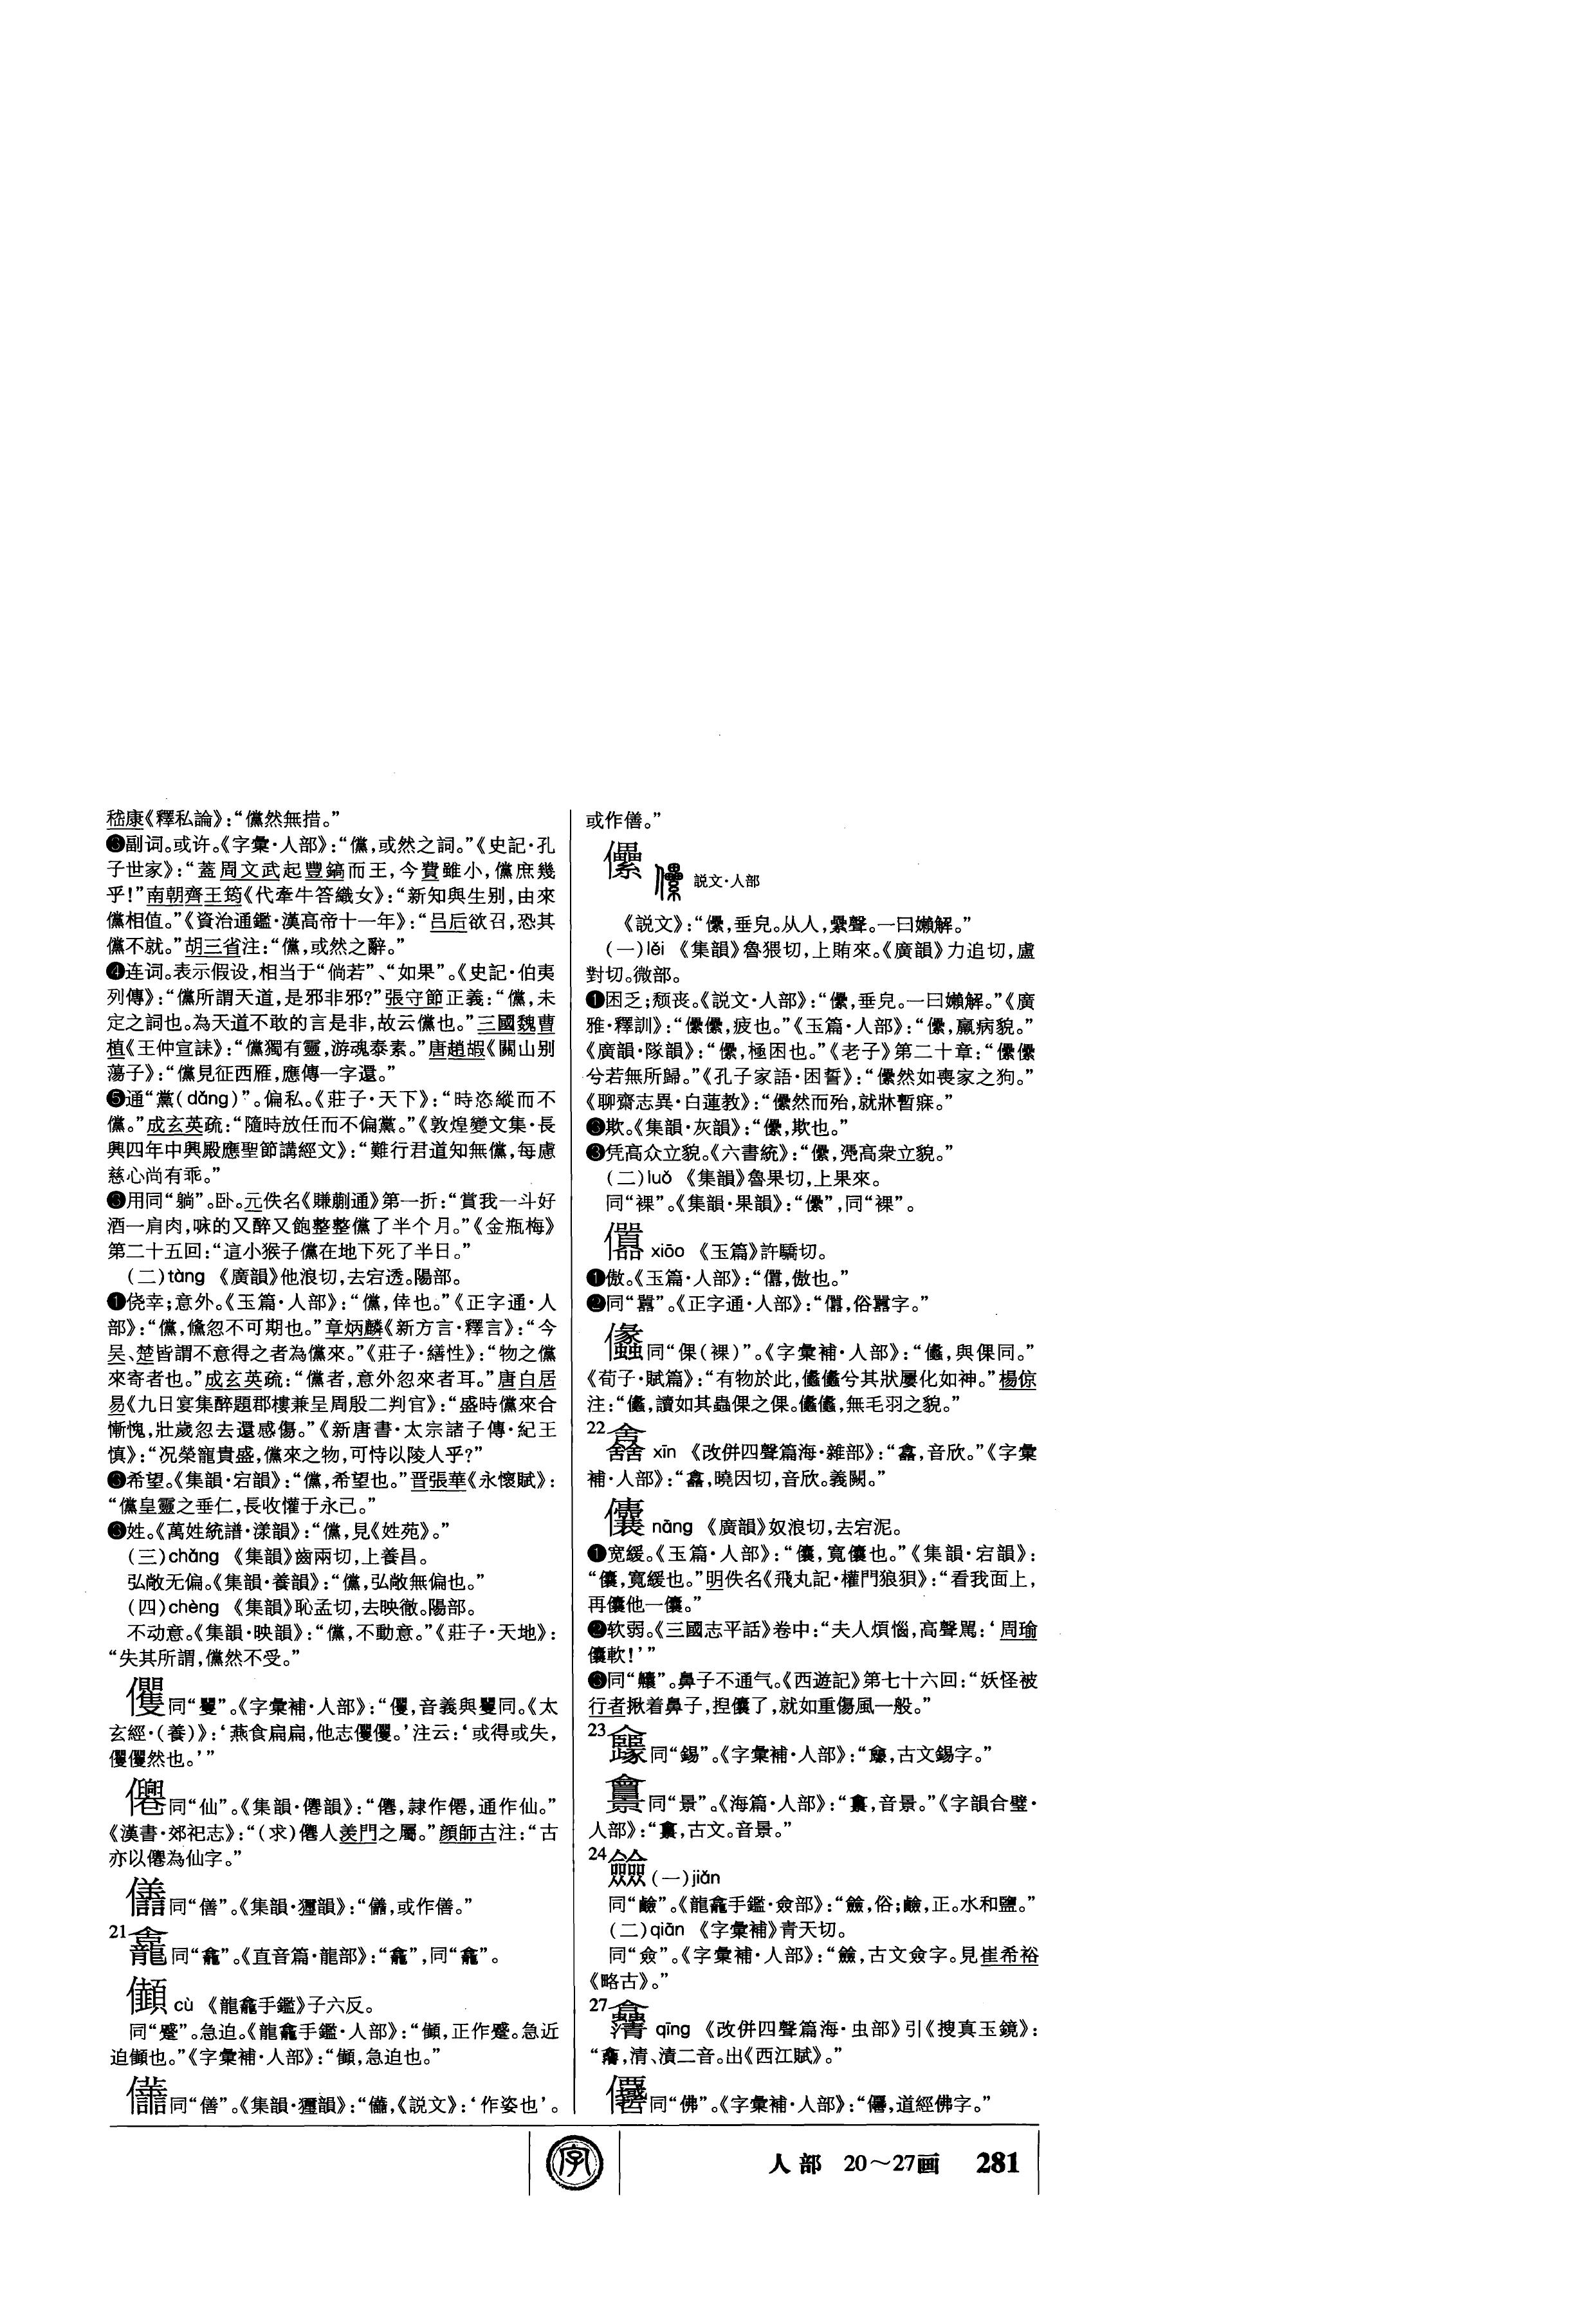 嵇康《釋私論》：“儻然無措。”
❸副词。或许。《字彙·人部》：“儻，或然之詞。”《史記·孔
子世家》：“蓋周文武起豐鎬而王，今費雖小，儻庶幾
乎！”南朝齊王筠《代牽牛答織女》：“新知與生别，由來
儻相值。”《資治通鑑·漢高帝十一年》：“吕后欲召，恐其
儻不就。”胡三省注：“儻，或然之辭。”
❹连词。表示假设，相当于“倘若”、“如果”。《史記·伯夷
列傳》：“儻所謂天道，是邪非邪？”張守節正義：“儻，未
定之詞也。為天道不敢的言是非，故云儻也。”三國魏曹
植《王仲宣誄》：“儻獨有靈，游魂泰素。”唐趙嘏《關山别
蕩子》：“儻見征西雁，應傳一字還。”
❺通“黨（dǎng）”。偏私。《莊子·天下》：“時恣縱而不
儻。”成玄英疏：“隨時放任而不偏黨。”《敦煌變文集·長
興四年中興殿應聖節講經文》：“難行君道知無儻，每慮
慈心尚有乖。”
❻用同“躺”。卧。元佚名《賺蒯通》第一折：“賞我一斗好
酒一肩肉，㕭的又醉又飽整整儻了半个月。”《金瓶梅》
第二十五回：“這小猴子儻在地下死了半日。”
（二）tàng 《廣韻》他浪切，去宕透。陽部。
❶侥幸；意外。《玉篇·人部》：“儻，倖也。”《正字通·人
部》：“儻，儵忽不可期也。”章炳麟《新方言·釋言》：“今
吴、楚皆謂不意得之者為儻來。”《莊子·繕性》：“物之儻
來寄者也。”成玄英疏：“儻者，意外忽來者耳。”唐白居
易《九日宴集醉題郡樓兼呈周殷二判官》：“盛時儻來合
慚愧，壯歲忽去還感傷。”《新唐書·太宗諸子傳·紀王
慎》：“况榮寵貴盛，儻來之物，可恃以陵人乎？”
❷希望。《集韻·宕韻》：“儻，希望也。”晋張華《永懷賦》：
“儻皇靈之垂仁，長收懽于永己。”
❸姓。《萬姓統譜·漾韻》：“儻，見《姓苑》。”
（三）chǎng 《集韻》齒兩切，上養昌。
弘敞无偏。《集韻·養韻》：“儻，弘敞無偏也。”
（四）chèng 《集韻》恥孟切，去映徹。陽部。
不动意。《集韻·映韻》：“儻，不動意。”《莊子·天地》：
“失其所謂，儻然不受。”
同“矍”。《字彙補·人部》：“，音義與矍同。《太
玄經·（養）》：‘燕食扁扁，他志。’注云：‘或得或失，
然也。’”
同“仙”。《集韻·僊韻》：“，隷作僊，通作仙。”
《漢書·郊祀志》：“（求）僊人羡門之屬。”顔師古注：“古
亦以僊為仙字。”
同“僐”。《集韻·獮韻》：“，或作僐。”
21
同“龕”。《直音篇·龍部》：“龕”，同“龕”。
cù 《龍龕手鑑》子六反。
同“蹙”。急迫。《龍龕手鑑·人部》：“，正作蹙。急近
迫也。”《字彙補·人部》：“，急迫也。”
同“僐”。《集韻·獮韻》：“，《説文》：‘作姿也’。
或作僐。”
儽 説文·人部
《説文》：“儽，垂皃。从人，纍聲。一曰嬾解。”
（一）lěi 《集韻》魯猥切，上賄來。《廣韻》力追切，盧
對切。微部。
❶困乏；颓丧。《説文·人部》：“儽，垂皃。一曰嬾解。”《廣
雅·釋訓》：“儽儽，疲也。”《玉篇·人部》：“儽，羸病貌。”
《廣韻·隊韻》：“儽，極困也。”《老子》第二十章：“儽儽
兮若無所歸。”《孔子家語·困誓》：“儽然如喪家之狗。”
《聊齋志異·白蓮教》：“儽然而殆，就牀暫寐。”
❷欺。《集韻·灰韻》：“儽，欺也。”
❸凭高众立貌。《六書統》：“儽，凴高衆立貌。”
（二）luǒ 《集韻》魯果切，上果來。
同“裸”。《集韻·果韻》：“儽”，同“裸”。
xiāo 《玉篇》許驕切。
❶傲。《玉篇·人部》：“，傲也。”
❷同“囂”。《正字通·人部》：“，俗囂字。”
同“倮（裸）”。《字彙補·人部》：“，與倮同。”
《荀子·賦篇》：“有物於此，兮其狀屢化如神。”楊倞
注：“，讀如其蟲倮之倮。，無毛羽之貌。”
22
xīn 《改併四聲篇海·雜部》：“，音欣。”《字彙
補·人部》：“，曉因切，音欣。義闕。”
儾 nàng 《廣韻》奴浪切，去宕泥。
❶宽緩。《玉篇·人部》：“儾，寬儾也。”《集韻·宕韻》：
“儾，寬緩也。”明佚名《飛丸記·權門狼狽》：“看我面上，
再儾他一儾。”
❷软弱。《三國志平話》卷中：“夫人煩惱，高聲罵：‘周瑜
儾軟！’”
❸同“齉”。鼻子不通气。《西遊記》第七十六回：“妖怪被
行者揪着鼻子，揑儾了，就如重傷風一般。”
23
同“錫”。《字彙補·人部》：“，古文錫字。”
同“景”。《海篇·人部》：“，音景。”《字韻合璧·
人部》：“，古文。音景。”
24
（一）jiǎn
同“鹼”。《龍龕手鑑·僉部》：“，俗；鹼，正。水和鹽。”
（二）qiān 《字彙補》青天切。
同“僉”。《字彙補·人部》：“，古文僉字。見崔希裕
《略古》。”
27
qīng 《改併四聲篇海·虫部》引《搜真玉鏡》：
“，清、漬二音。出《西江賦》。”
同“佛”。《字彙補·人部》：“，道經佛字。”
人部 20～27画 281